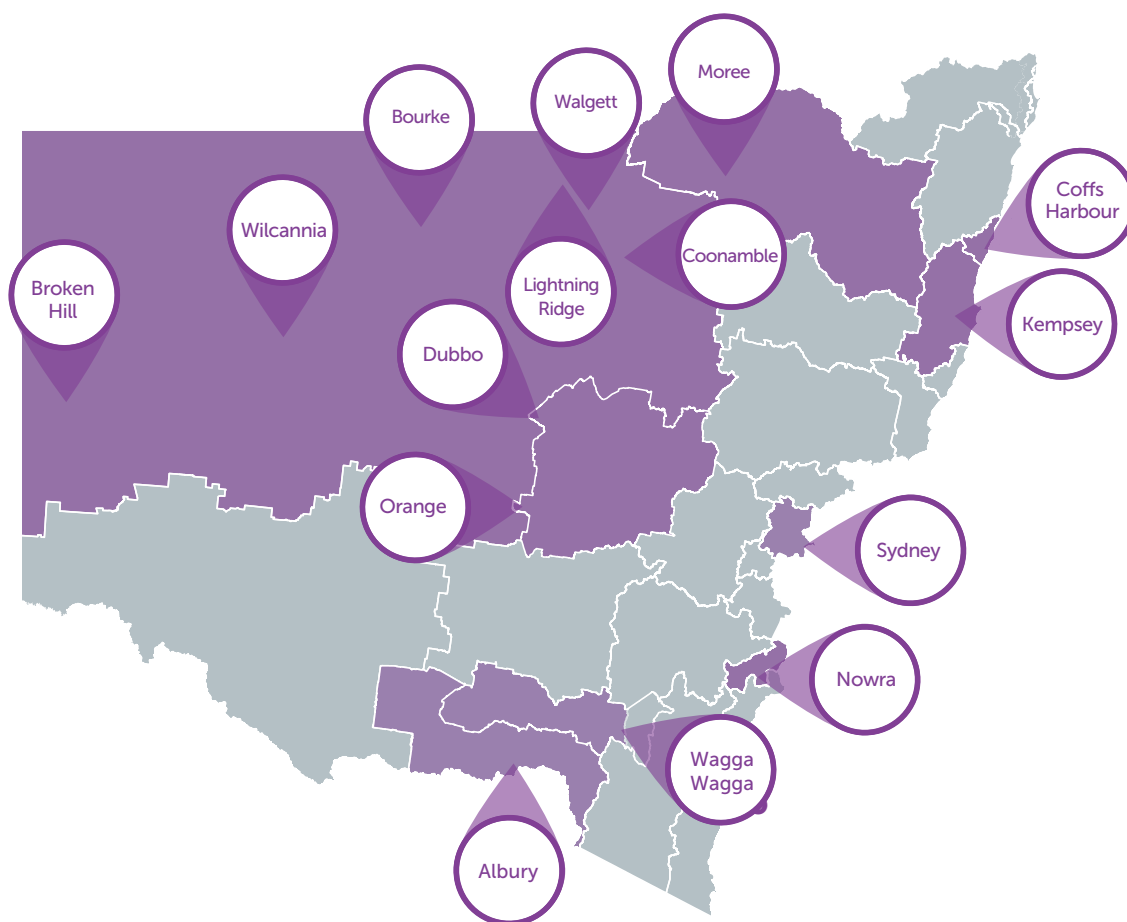 Moree
Walgett
Bourke
Coffs
Harbour
Wilcannia
Coonamble
Broken
Hill
Lightning
Ridge
Kempsey
Dubbo
Orange
Sydney
Nowra
Wagga
Wagga
Albury